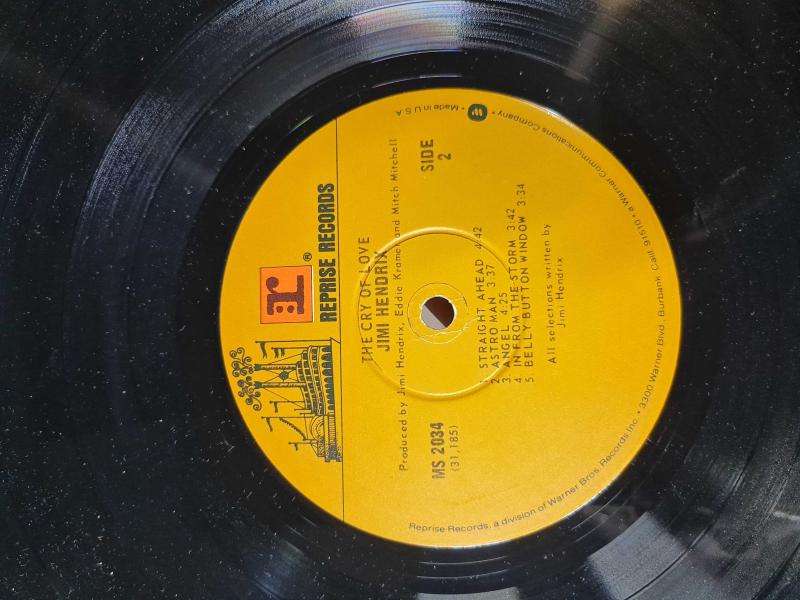 r
REPRISE RECORDS®
THE CRY OF LOVE
JIMI HENDRIX
Produced by Jimi Hendrix, Eddie Kramer and Mitch Mitchell
MS 2034
(31,185)
SIDE
2
1 STRAIGHT AHEAD 4:42
2 ASTRO MAN 3:37
3 ANGEL 4:25
4 IN FROM THE STORM 3:42
5 BELLY BUTTON WINDOW 3:34
All selections written by
Jimi Hendrix
Reprise Records, a division of Warner Bros. Records Inc. • 3300 Warner Blvd., Burbank, Calif. 91510 • a Warner Communications Company • Made in U.S.A.